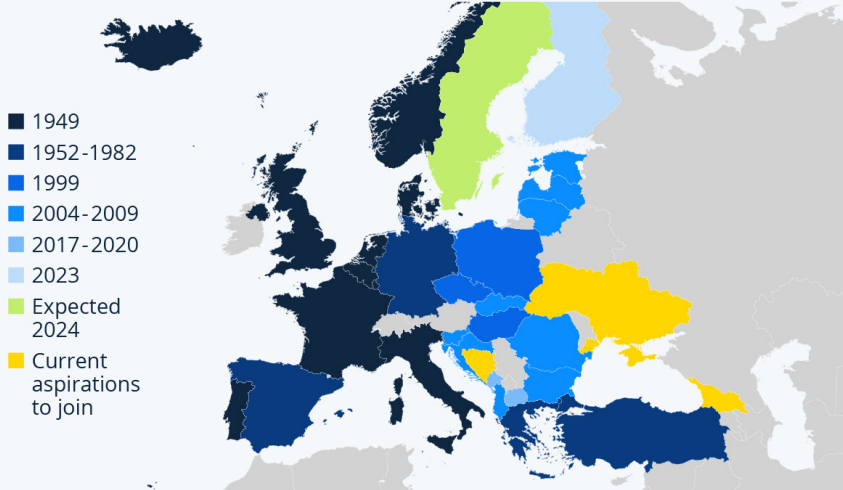 1949
1952-1982
1999
2004-2009
2017-2020
2023
Expected
2024
Current
aspirations
to join